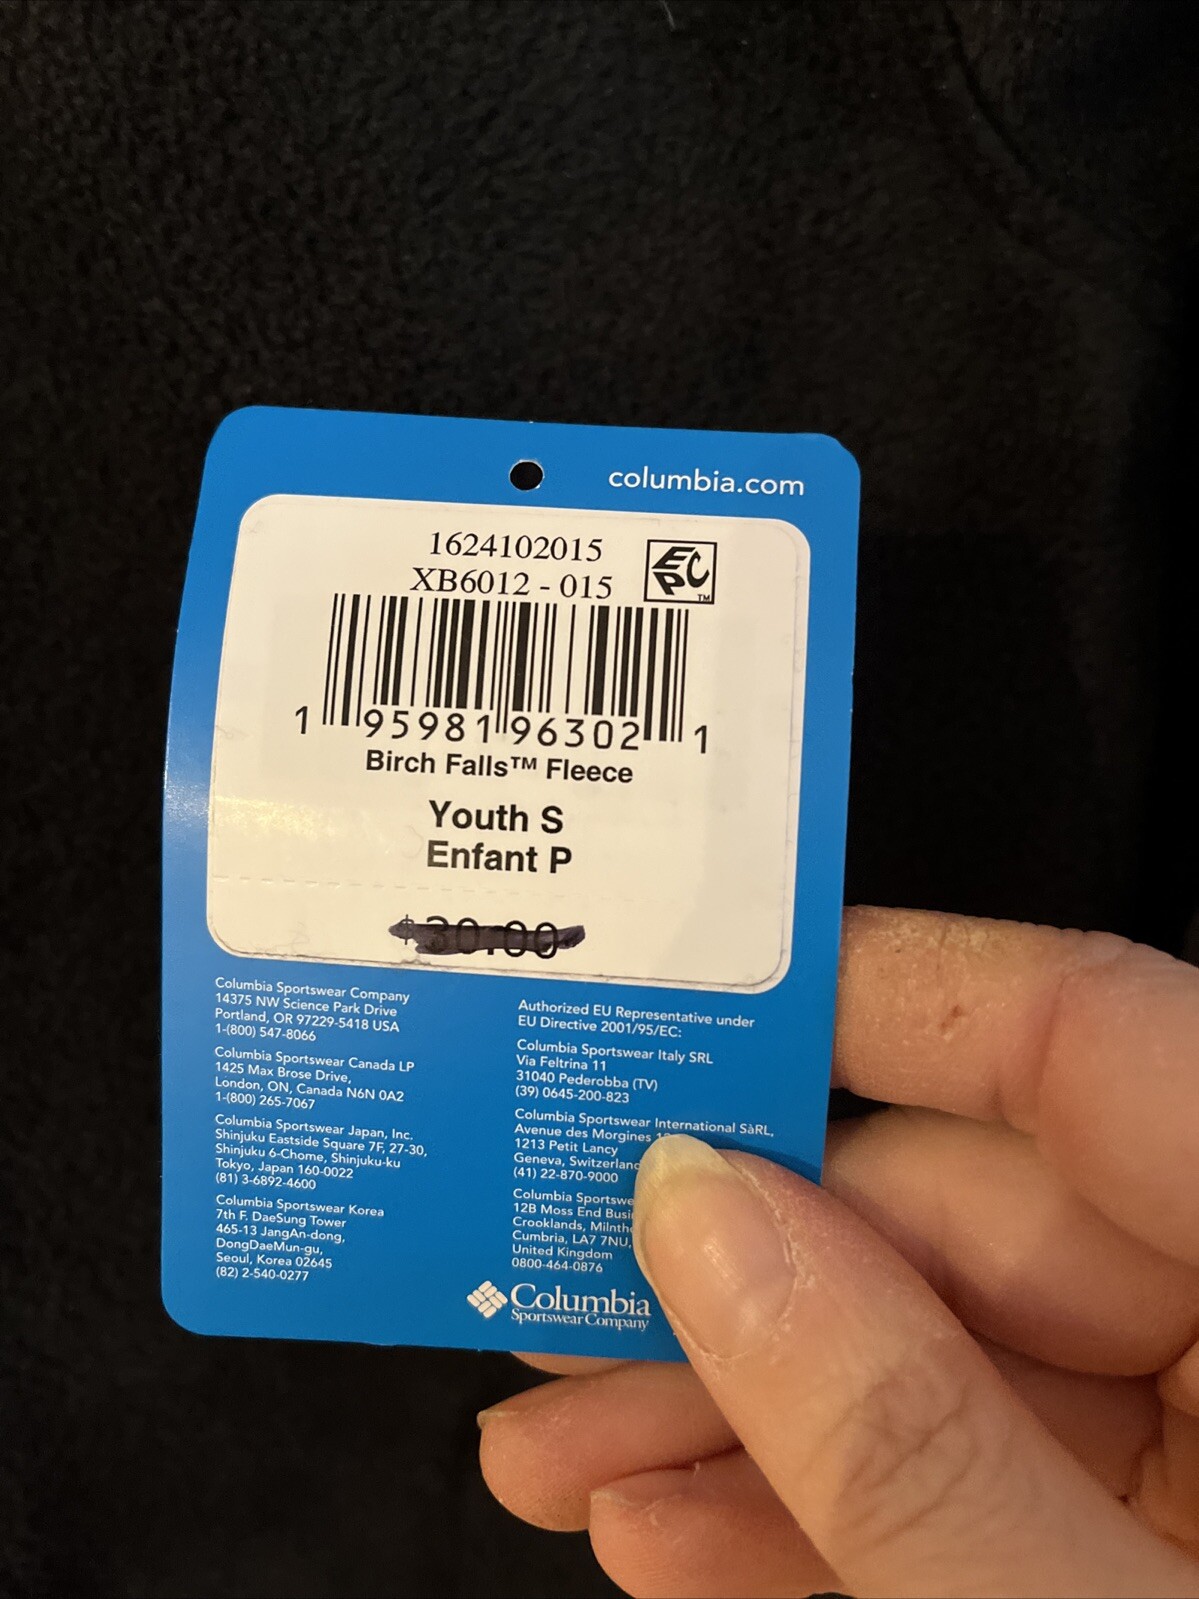 columbia.com
1624102015
XB6012 - 015
EPC TM
1 95981 96302 1
Birch Falls™ Fleece
Youth S
Enfant P
$30.00
Columbia Sportswear Company
14375 NW Science Park Drive
Portland, OR 97229-5418 USA
1-(800) 547-8066
Columbia Sportswear Canada LP
1425 Max Brose Drive,
London, ON, Canada N6N 0A2
1-(800) 265-7067
Columbia Sportswear Japan, Inc.
Shinjuku Eastside Square 7F, 27-30,
Shinjuku 6-Chome, Shinjuku-ku
Tokyo, Japan 160-0022
(81) 3-6892-4600
Columbia Sportswear Korea
7th F. DaeSung Tower
465-13 JangAn-dong,
DongDaeMun-gu,
Seoul, Korea 02645
(82) 2-540-0277
Authorized EU Representative under
EU Directive 2001/95/EC:
Columbia Sportswear Italy SRL
Via Feltrina 11
31040 Pederobba (TV)
(39) 0645-200-823
Columbia Sportswear International SàRL,
Avenue des Morgines
1213 Petit Lancy
Geneva,
(41) 22-870-9000
Columbia
12B Moss End
Crooklands,
Cumbria, LA7 7NU,
United Kingdom
0800-464-0876
Columbia
Sportswear Company